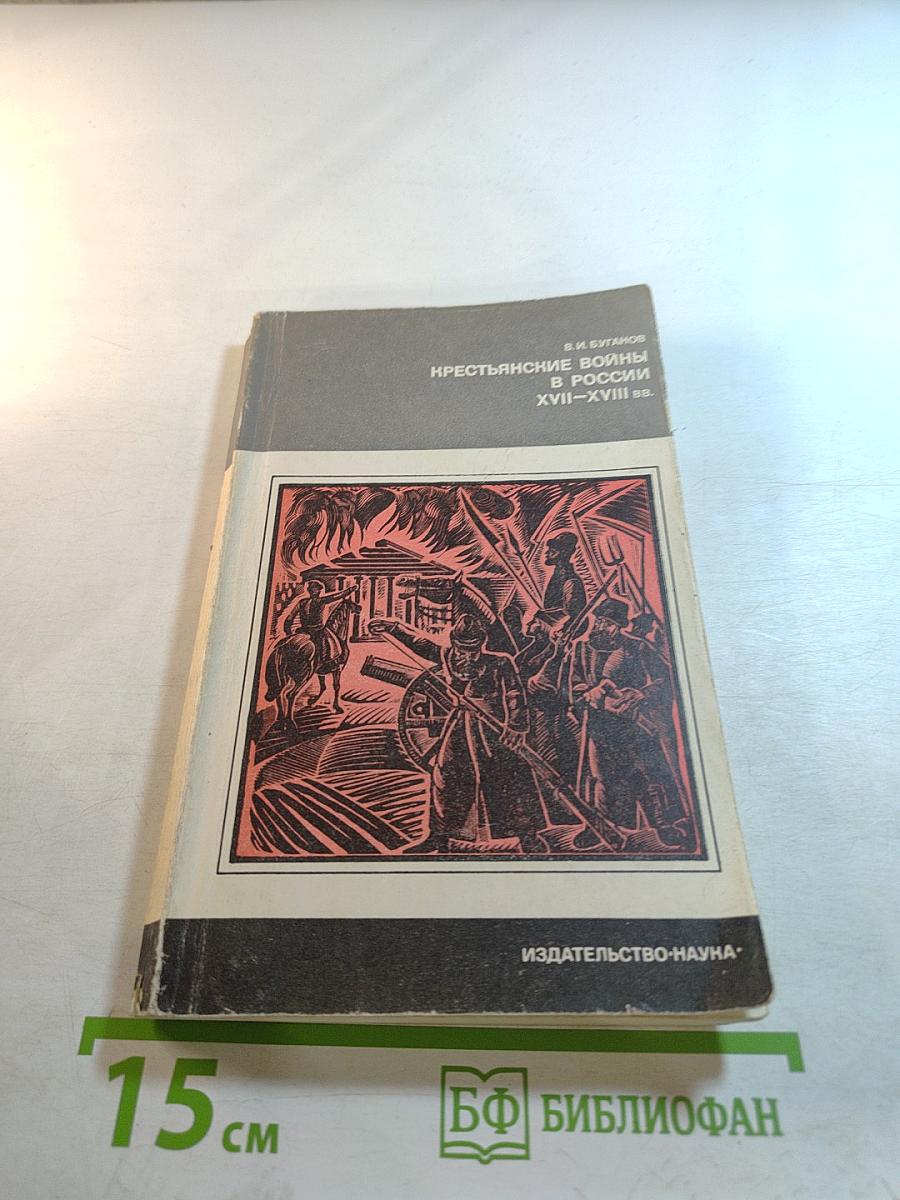 В. И. БУГАНОВ
КРЕСТЬЯНСКИЕ ВОЙНЫ
В РОССИИ
XVII—XVIII вв.
ИЗДАТЕЛЬСТВО·НАУКА·
15 см
БФ БИБЛИОФАН